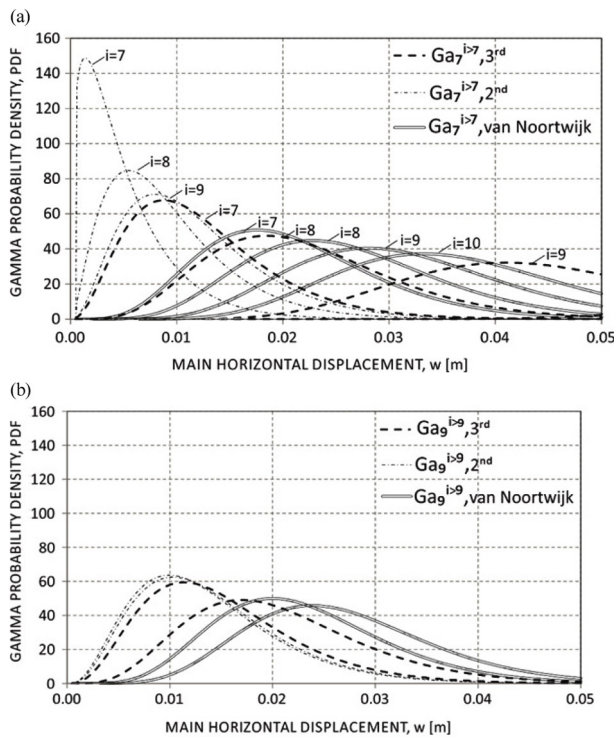 (a)
GAMMA PROBABILITY DENSITY, PDF
160
140
120
100
80
60
40
20
0
i=7
i=8
i=9
i=7
i=7
i=8
i=8
i=9
i=10
i=9
Ga₇ⁱ˃⁷,3ʳᵈ
Ga₇ⁱ˃⁷,2ⁿᵈ
Ga₇ⁱ˃⁷,van Noortwijk
0.00 0.01 0.02 0.03 0.04 0.05
MAIN HORIZONTAL DISPLACEMENT, w [m]
(b)
GAMMA PROBABILITY DENSITY, PDF
160
140
120
100
80
60
40
20
0
Ga₉ⁱ˃⁹,3ʳᵈ
Ga₉ⁱ˃⁹,2ⁿᵈ
Ga₉ⁱ˃⁹,van Noortwijk
0.00 0.01 0.02 0.03 0.04 0.05
MAIN HORIZONTAL DISPLACEMENT, w [m]